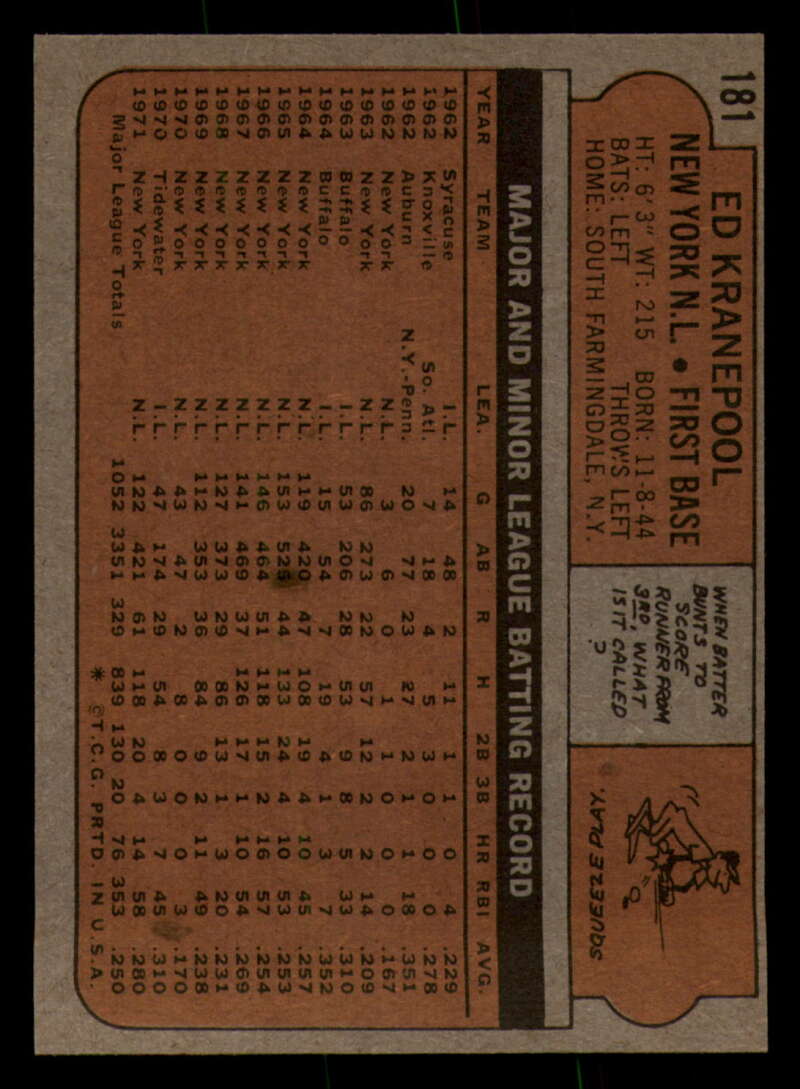 181
ED KRANEPOOL
NEW YORK N.L. • FIRST BASE
HT: 6'3" WT: 215 BORN: 11-8-44
BATS: LEFT THROWS LEFT
HOME: SOUTH FARMINGDALE, N.Y.
WHEN BATTER
BUNTS TO
SCORE
RUNNER FROM
3RD, WHAT
IS IT CALLED
?
SQUEEZE PLAY.
MAJOR AND MINOR LEAGUE BATTING RECORD
YEAR TEAM LEA. G AB R H 2B 3B HR RBI AVG.
1962 Syracuse I.L. 14 48 2 11 1 1 0 4 .229
1962 Knoxville So. Atl. 7 18 4 5 3 0 0 0 .278
1962 Auburn N.Y.-Penn. 20 77 23 27 2 1 1 18 .351
1962 New York N.L. 3 6 0 1 1 0 0 0 .167
1963 New York N.L. 86 273 22 57 12 2 2 14 .209
1963 Buffalo I.L. 53 206 28 53 9 8 5 33 .310
1964 Buffalo I.L. 15 54 7 19 4 1 3 7 .352
1964 New York N.L. 119 420 47 108 19 4 10 45 .257
1965 New York N.L. 153 525 44 133 24 4 10 53 .253
1966 New York N.L. 146 464 51 118 15 2 16 57 .254
1967 New York N.L. 141 469 37 126 17 1 10 54 .269
1968 New York N.L. 127 373 29 86 13 1 3 20 .231
1969 New York N.L. 112 353 36 84 9 2 11 49 .238
1970 New York N.L. 43 47 2 8 0 0 0 3 .170
1970 Tidewater I.L. 47 174 29 54 8 3 7 45 .310
1971 New York N.L. 122 421 61 118 20 4 14 58 .280
Major League Totals 1052 3351 329 839 130 20 76 353 .250
* ©T.C.G. PRTD. IN U.S.A.